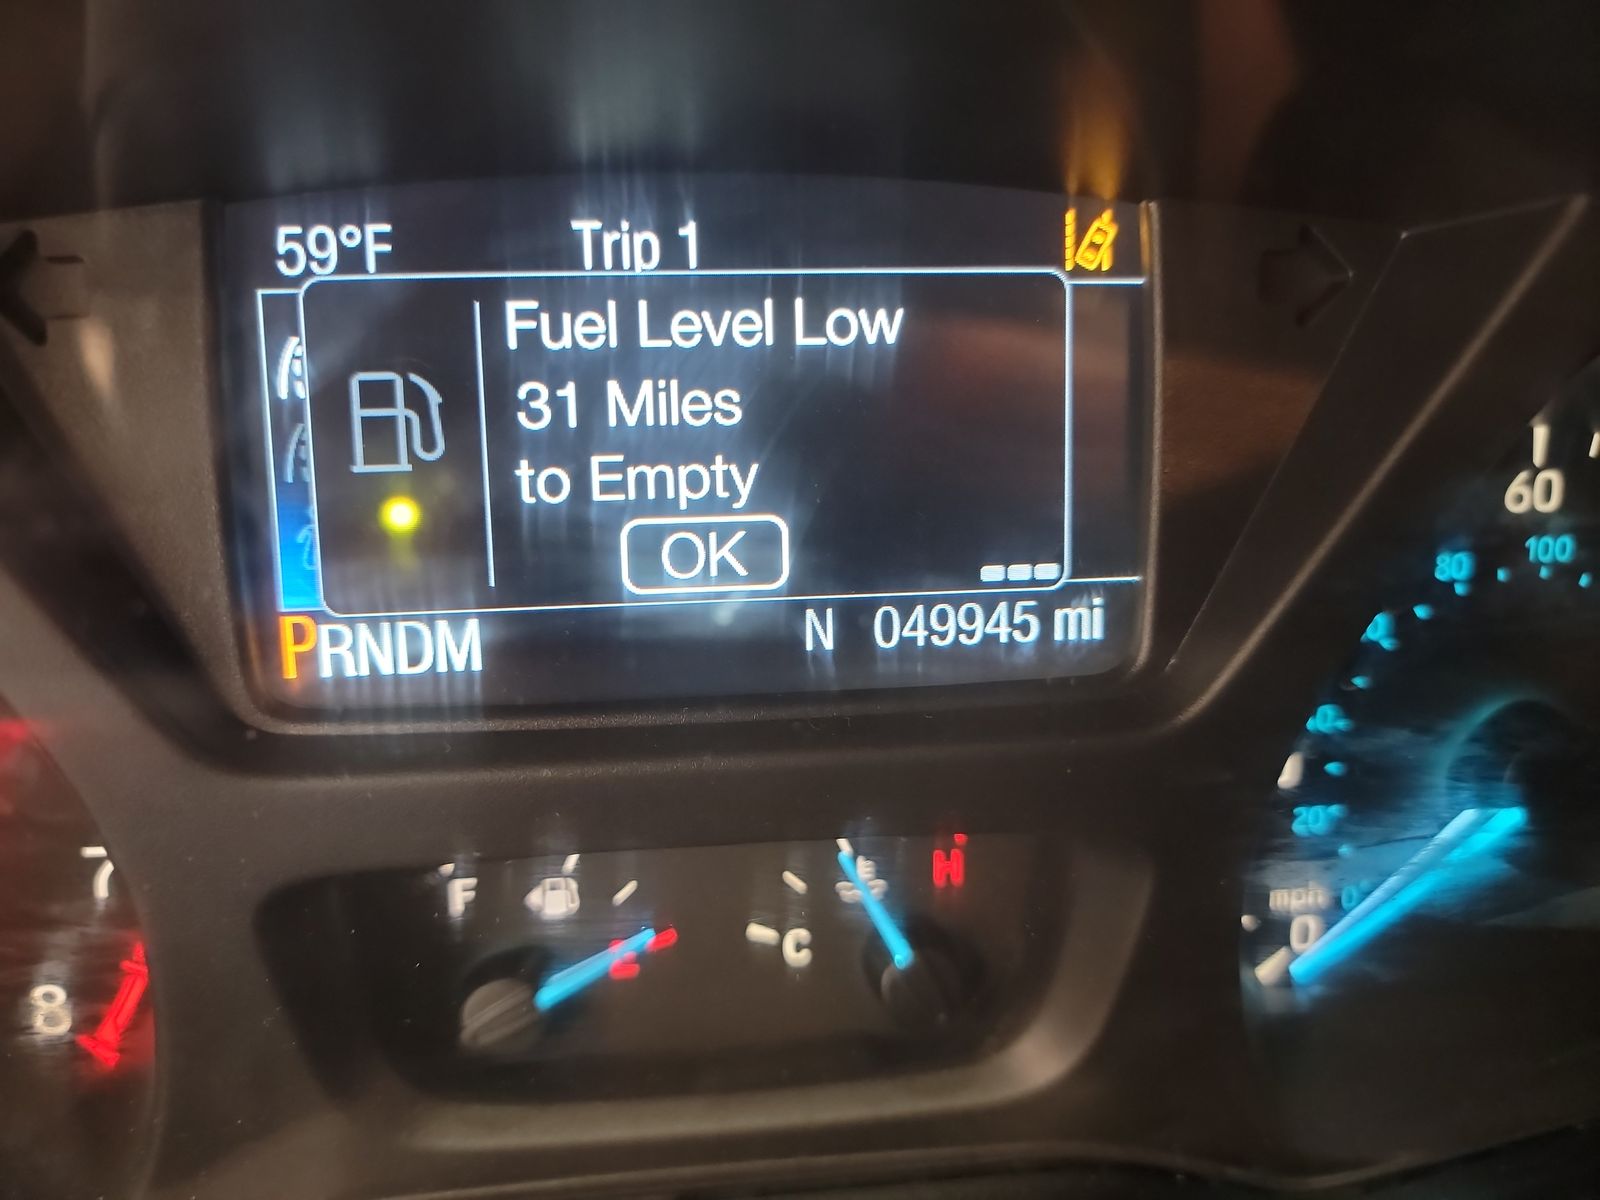 59°F Trip 1
Fuel Level Low
31 Miles
to Empty
OK
PRNDM N 049945 mi
1
60
80 100
20
mph
0
7
8
F
E
C
H